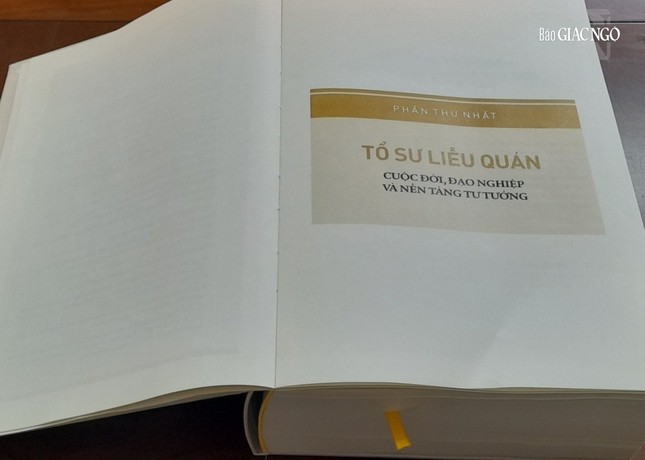 Báo GIÁC NGỘ
PHẦN THỨ NHẤT
TỔ SƯ LIỄU QUÁN
CUỘC ĐỜI, ĐẠO NGHIỆP
VÀ NỀN TẢNG TƯ TƯỞNG